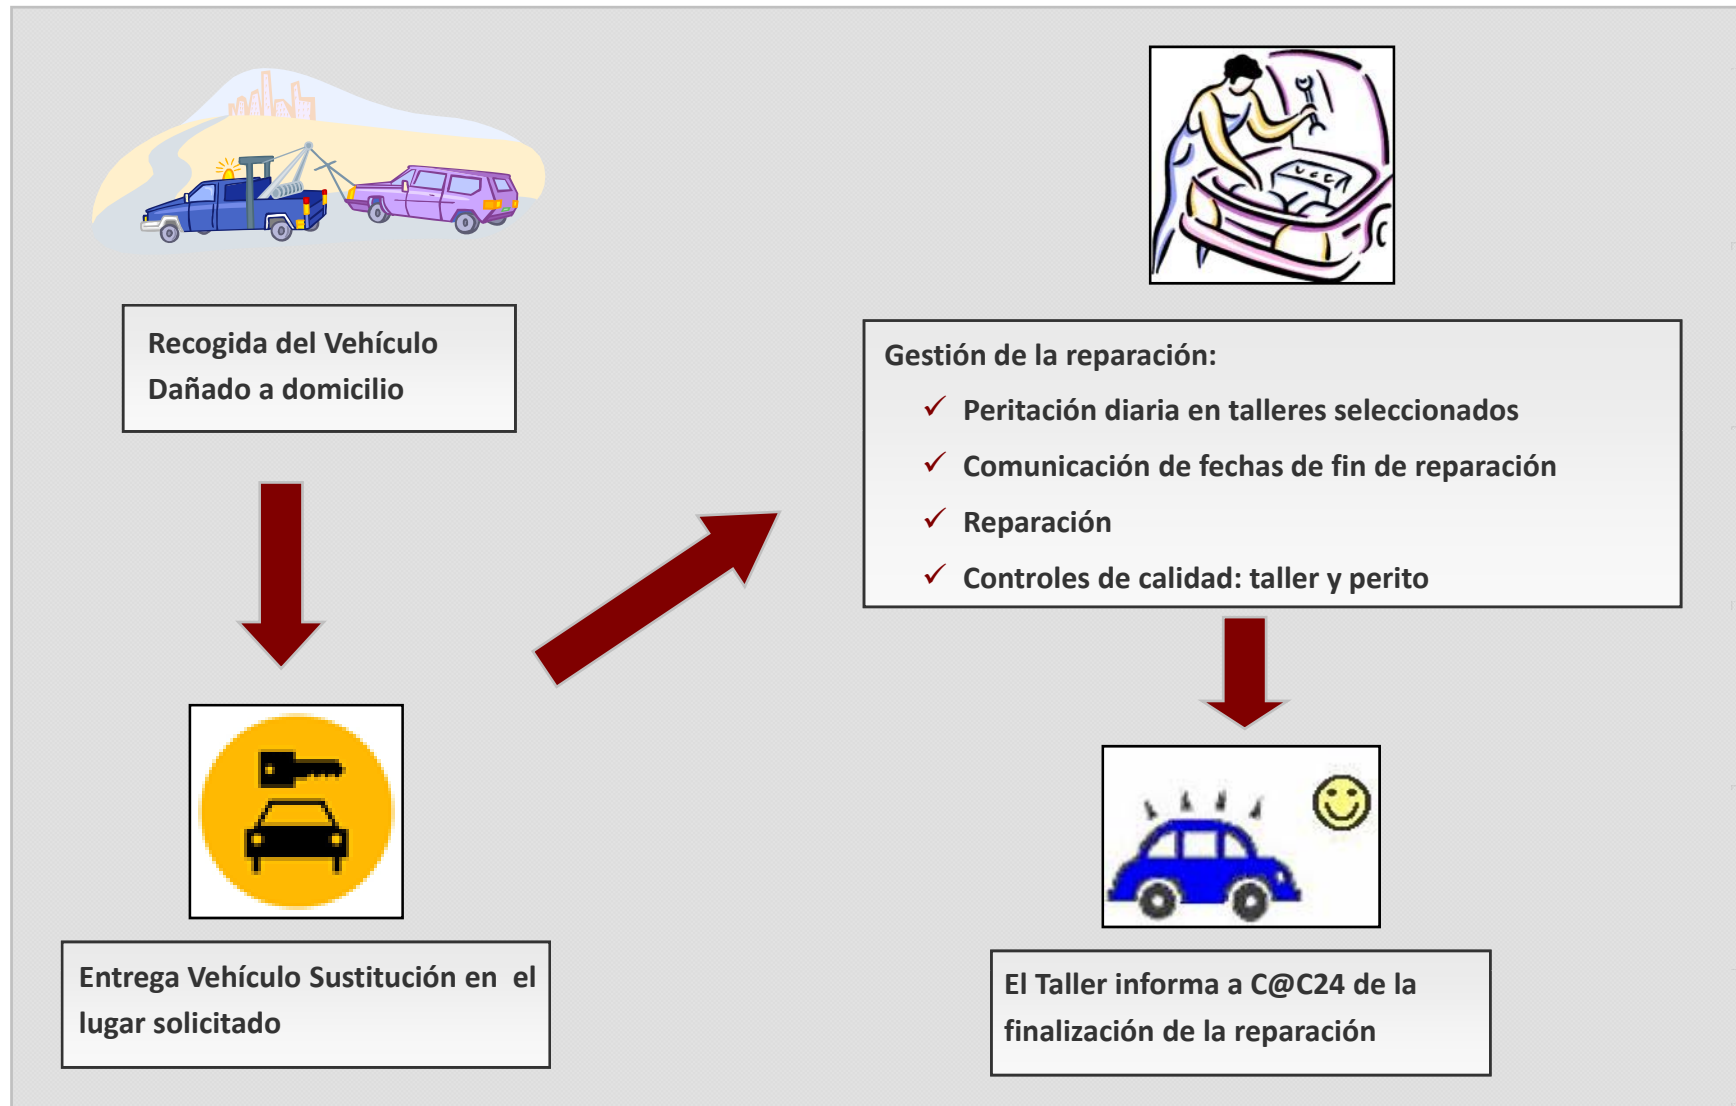 Recogida del Vehículo
Dañado a domicilio
Entrega Vehículo Sustitución en el
lugar solicitado
Gestión de la reparación:
✓ Peritación diaria en talleres seleccionados
✓ Comunicación de fechas de fin de reparación
✓ Reparación
✓ Controles de calidad: taller y perito
El Taller informa a C@C24 de la
finalización de la reparación